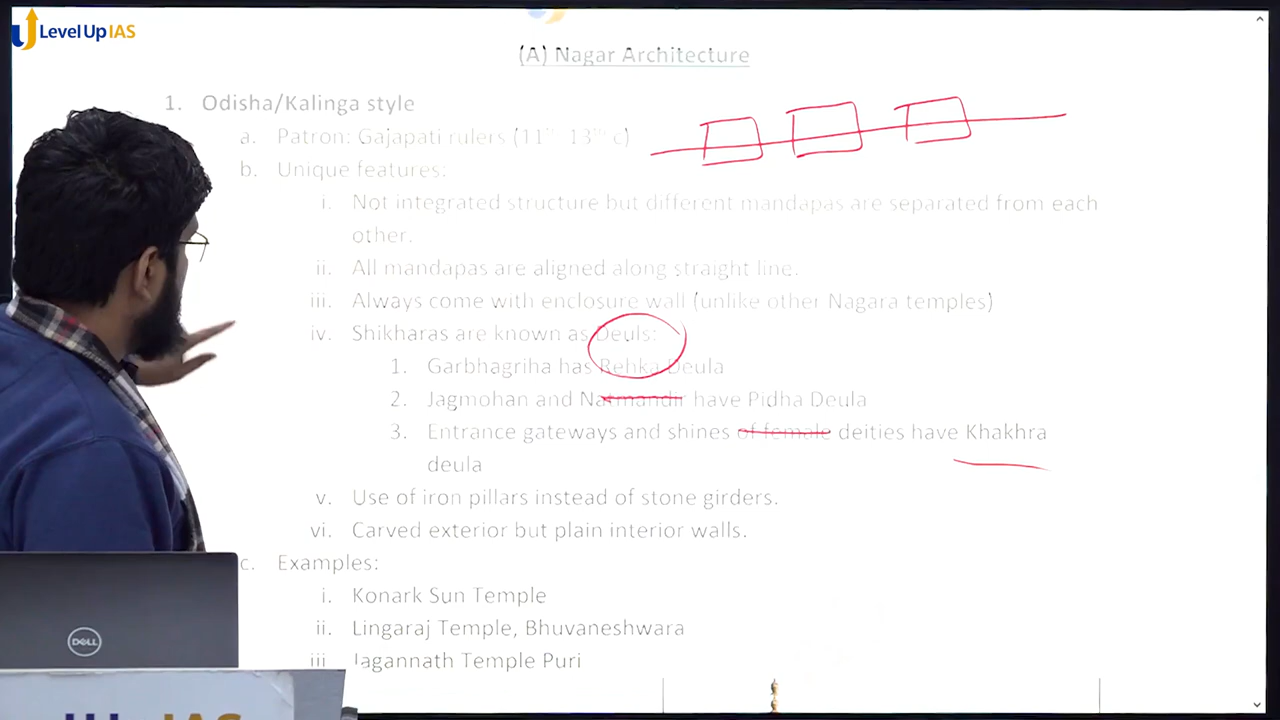 Level Up IAS
(A) Nagar Architecture
1. Odisha/Kalinga style
a. Patron: Gajapati rulers (11th 13th c)
b. Unique features:
i. Not integrated structure but different mandapas are separated from each
other.
ii. All mandapas are aligned along straight line.
iii. Always come with enclosure wall (unlike other Nagara temples)
iv. Shikharas are known as Deuls:
1. Garbhagriha has Rehka Deula
2. Jagmohan and Natmandir have Pidha Deula
3. Entrance gateways and shines of female deities have Khakhra
deula
v. Use of iron pillars instead of stone girders.
vi. Carved exterior but plain interior walls.
c. Examples:
i. Konark Sun Temple
ii. Lingaraj Temple, Bhuvaneshwara
iii Jagannath Temple Puri
DELL